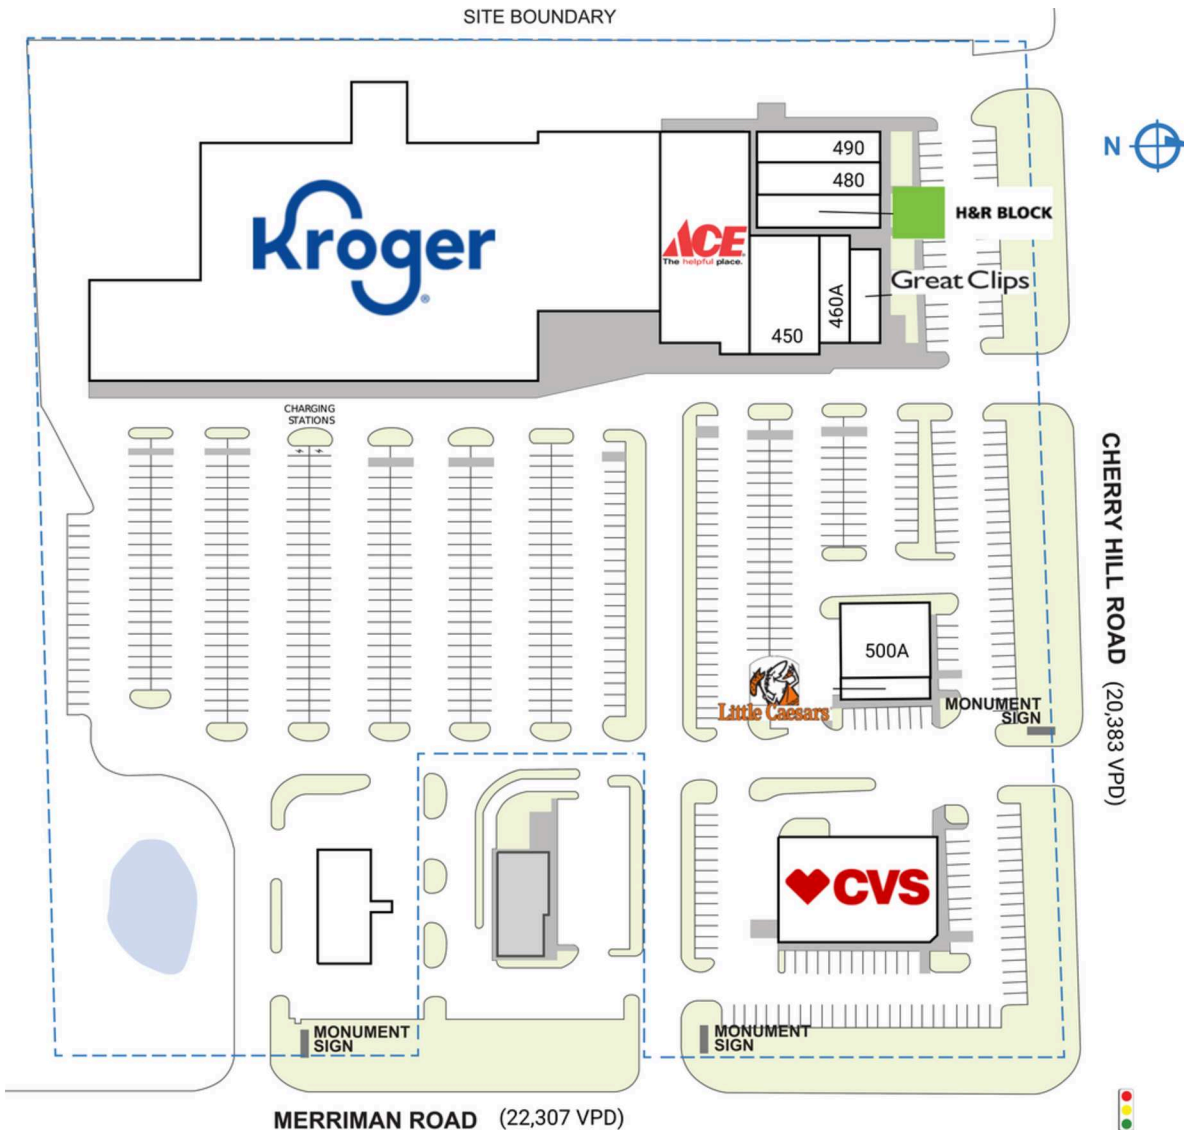 SITE BOUNDARY
N
490
480
H&R BLOCK
Kroger
®
ACE
The helpful place.
Great Clips
460A
450
CHARGING
STATIONS
CHERRY HILL ROAD (20,383 VPD)
500A
Little Caesars
MONUMENT
SIGN
CVS
MONUMENT
SIGN
MONUMENT
SIGN
MERRIMAN ROAD (22,307 VPD)